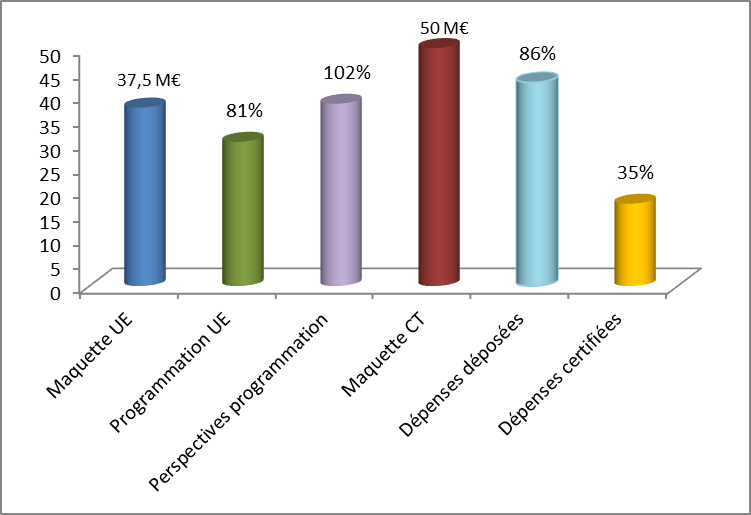 50 M€
86%
102%
37,5 M€
81%
35%
50
45
40
35
30
25
20
15
10
5
0
Maquette UE
Programmation UE
Perspectives programmation
Maquette CT
Dépenses déposées
Dépenses certifiées